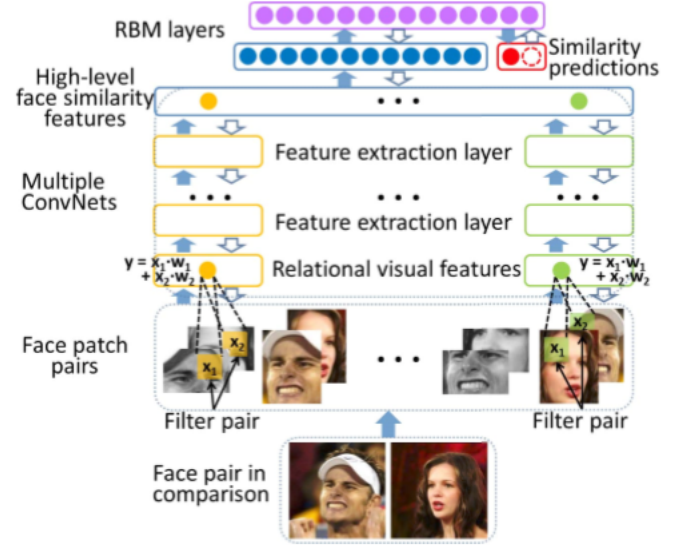 RBM layers
Similarity
predictions
High-level
face similarity
features
• • •
Feature extraction layer
Multiple
ConvNets
• • •
• • •
Feature extraction layer
y = x₁·w₁
+ x₂·w₂
Relational visual features
y = x₁·w₁
+ x₂·w₂
Face patch
pairs
x₁
x₂
• • •
x₁
x₂
Filter pair
Filter pair
Face pair in
comparison